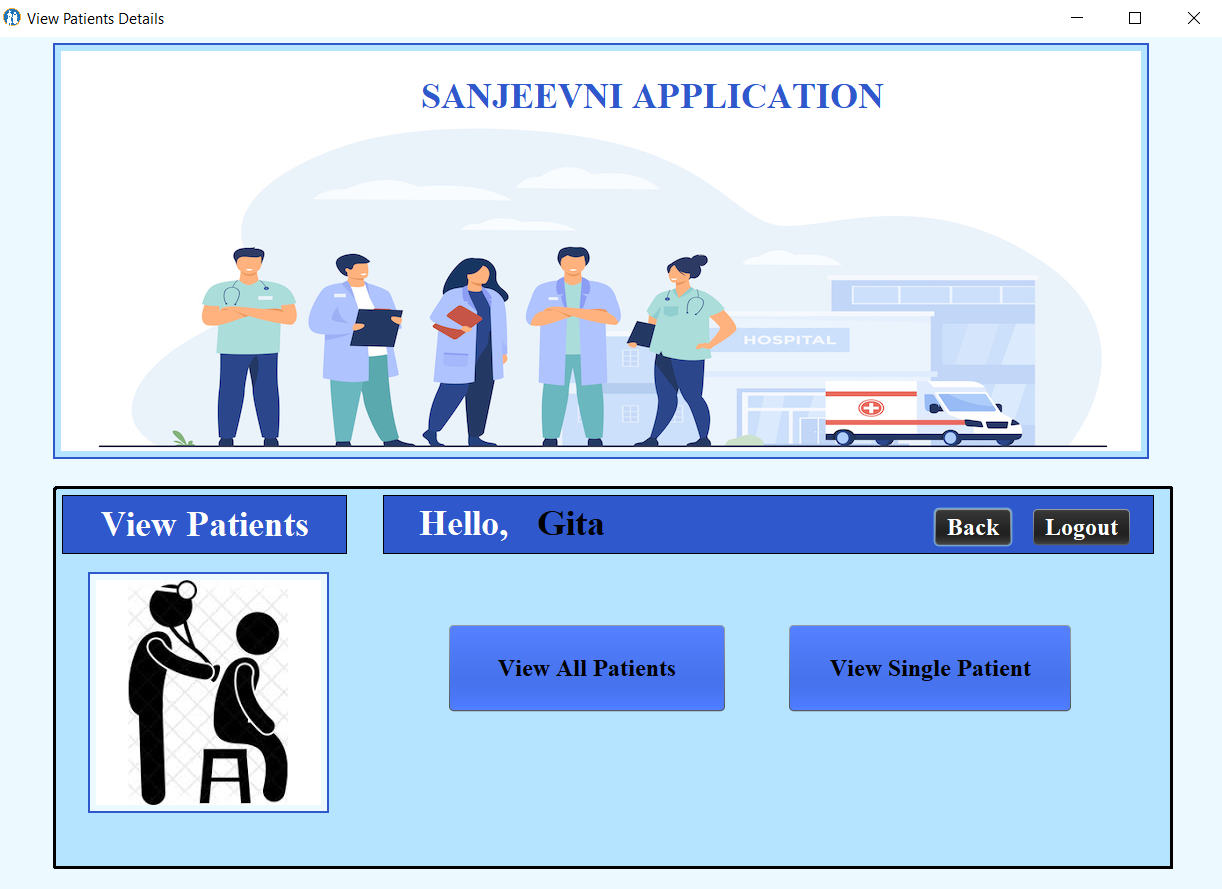 View Patients Details
SANJEEVNI APPLICATION
HOSPITAL
View Patients
Hello, Gita
Back
Logout
View All Patients
View Single Patient